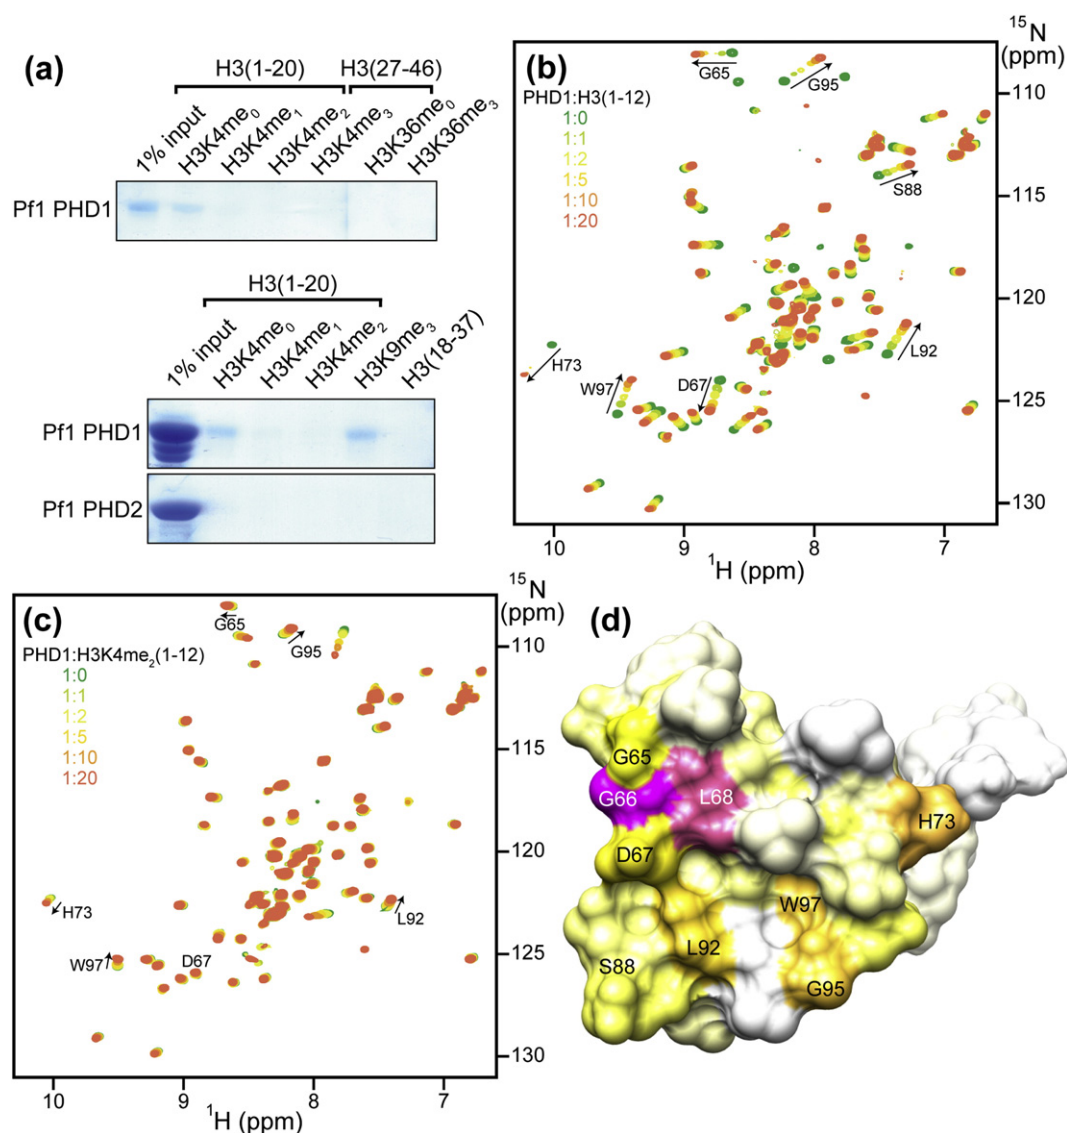 (a)
H3(1-20) H3(27-46)
1% input
H3K4me₀
H3K4me₁
H3K4me₂
H3K4me₃
H3K36me₀
H3K36me₃
Pf1 PHD1
H3(1-20)
1% input
H3K4me₀
H3K4me₁
H3K4me₂
H3K9me₃
H3(18-37)
Pf1 PHD1
Pf1 PHD2
(b)
¹⁵N
(ppm)
PHD1:H3(1-12)
1:0
1:1
1:2
1:5
1:10
1:20
G65
G95
S88
H73
W97
D67
L92
110
115
120
125
130
10 9 8 7
¹H (ppm)
(c)
¹⁵N
(ppm)
PHD1:H3K4me₂(1-12)
1:0
1:1
1:2
1:5
1:10
1:20
G65
G95
H73
L92
W97
D67
110
115
120
125
130
10 9 8 7
¹H (ppm)
(d)
G65
G66
L68
D67
H73
W97
L92
S88
G95